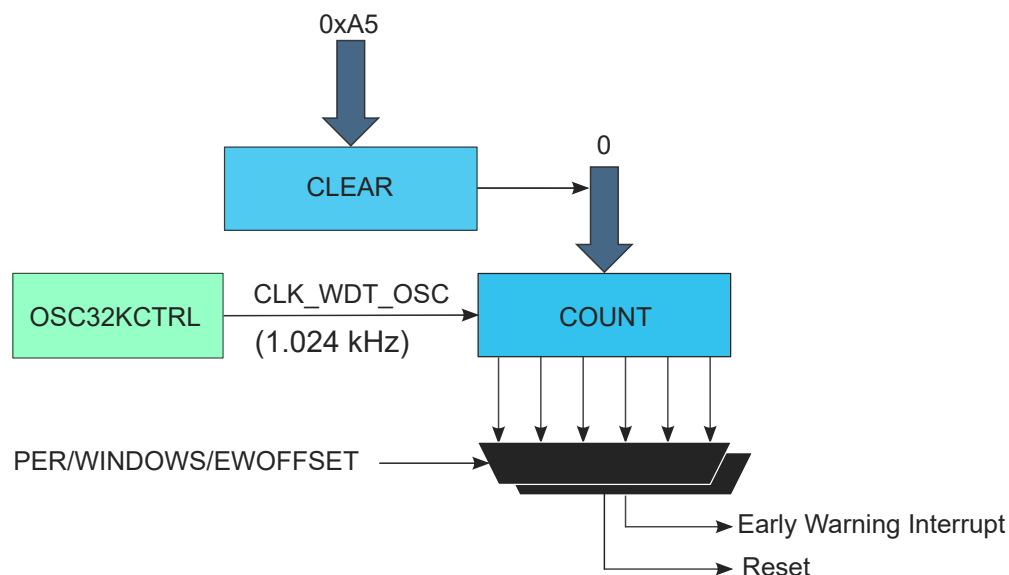 0xA5
0
CLEAR
CLK_WDT_OSC
OSC32KCTRL
COUNT
(1.024 kHz)
PER/WINDOWS/EWOFFSET
Early Warning Interrupt
Reset